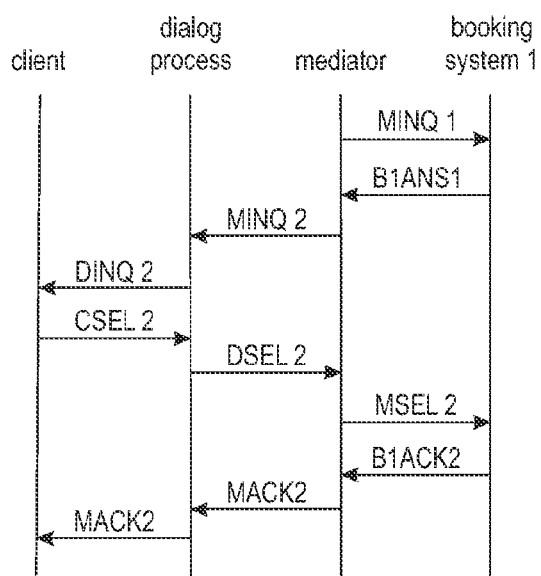 client
dialog
process
mediator
booking
system 1
MINQ 1
B1ANS1
MINQ 2
DINQ 2
CSEL 2
DSEL 2
MSEL 2
B1ACK2
MACK2
MACK2